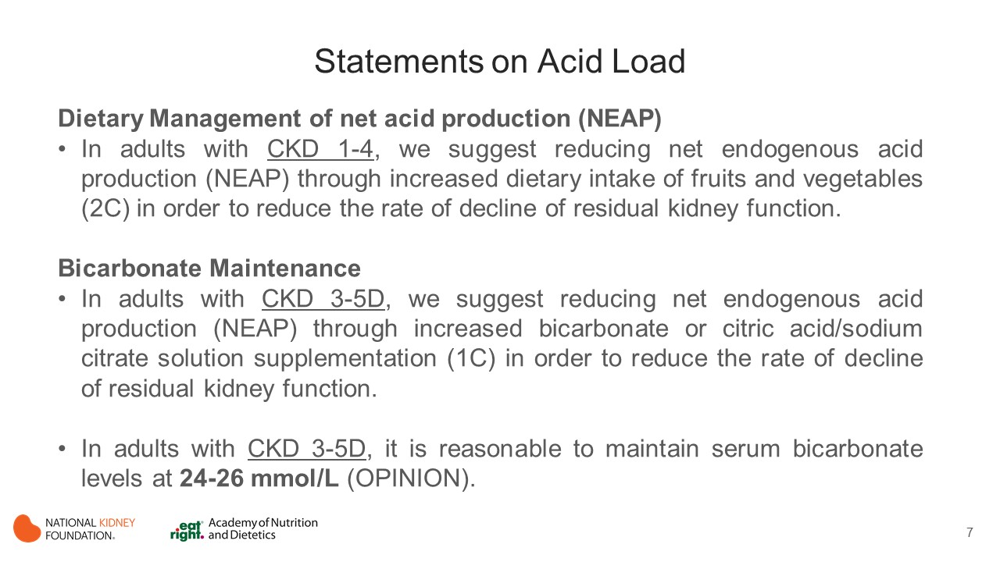 Statements on Acid Load
Dietary Management of net acid production (NEAP)
• In adults with CKD 1-4, we suggest reducing net endogenous acid
production (NEAP) through increased dietary intake of fruits and vegetables
(2C) in order to reduce the rate of decline of residual kidney function.
Bicarbonate Maintenance
• In adults with CKD 3-5D, we suggest reducing net endogenous acid
production (NEAP) through increased bicarbonate or citric acid/sodium
citrate solution supplementation (1C) in order to reduce the rate of decline
of residual kidney function.
• In adults with CKD 3-5D, it is reasonable to maintain serum bicarbonate
levels at 24-26 mmol/L (OPINION).
NATIONAL KIDNEY
FOUNDATION®
eat®
right.
Academy of Nutrition
and Dietetics
7